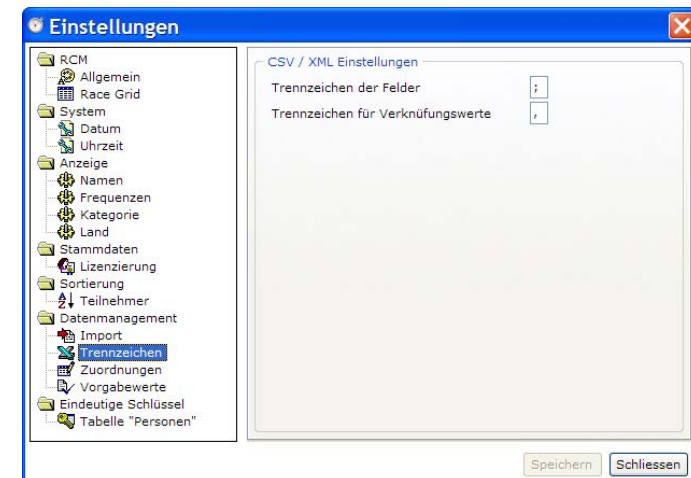 Einstellungen
RCM
Allgemein
Race Grid
System
Datum
Uhrzeit
Anzeige
Namen
Frequenzen
Kategorie
Land
Stammdaten
Lizenzierung
Sortierung
Teilnehmer
Datenmanagement
Import
Trennzeichen
Zuordnungen
Vorgabewerte
Eindeutige Schlüssel
Tabelle "Personen"
CSV / XML Einstellungen
Trennzeichen der Felder ;
Trennzeichen für Verknüfungswerte ,
Speichern Schliessen